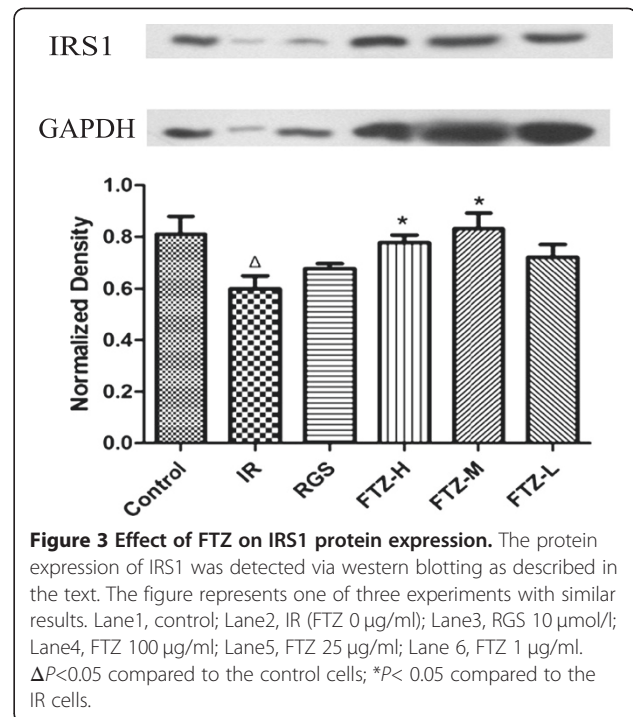 IRS1
GAPDH
1.0
0.8
0.6
0.4
0.2
0.0
Normalized Density
Δ
*
*
Control
IR
RGS
FTZ-H
FTZ-M
FTZ-L
Figure 3 Effect of FTZ on IRS1 protein expression. The protein
expression of IRS1 was detected via western blotting as described in
the text. The figure represents one of three experiments with similar
results. Lane1, control; Lane2, IR (FTZ 0 μg/ml); Lane3, RGS 10 μmol/l;
Lane4, FTZ 100 μg/ml; Lane5, FTZ 25 μg/ml; Lane 6, FTZ 1 μg/ml.
ΔP<0.05 compared to the control cells; *P< 0.05 compared to the
IR cells.